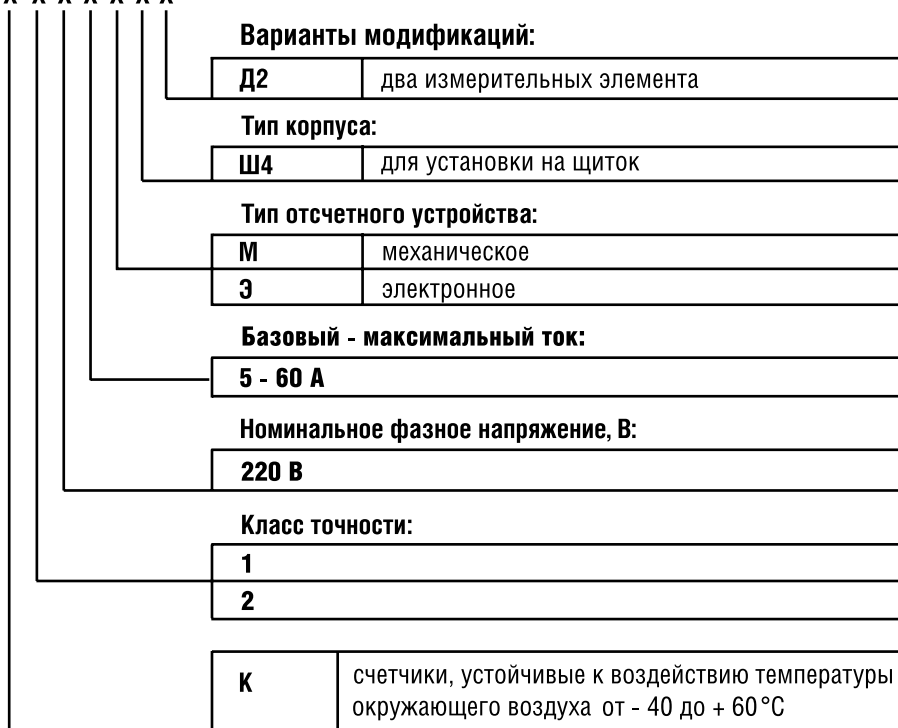 Варианты модификаций:
Д2 два измерительных элемента
Тип корпуса:
Ш4 для установки на щиток
Тип отсчетного устройства:
М механическое
Э электронное
Базовый - максимальный ток:
5 - 60 А
Номинальное фазное напряжение, В:
220 В
Класс точности:
1
2
К счетчики, устойчивые к воздействию температуры
окружающего воздуха от - 40 до + 60°С